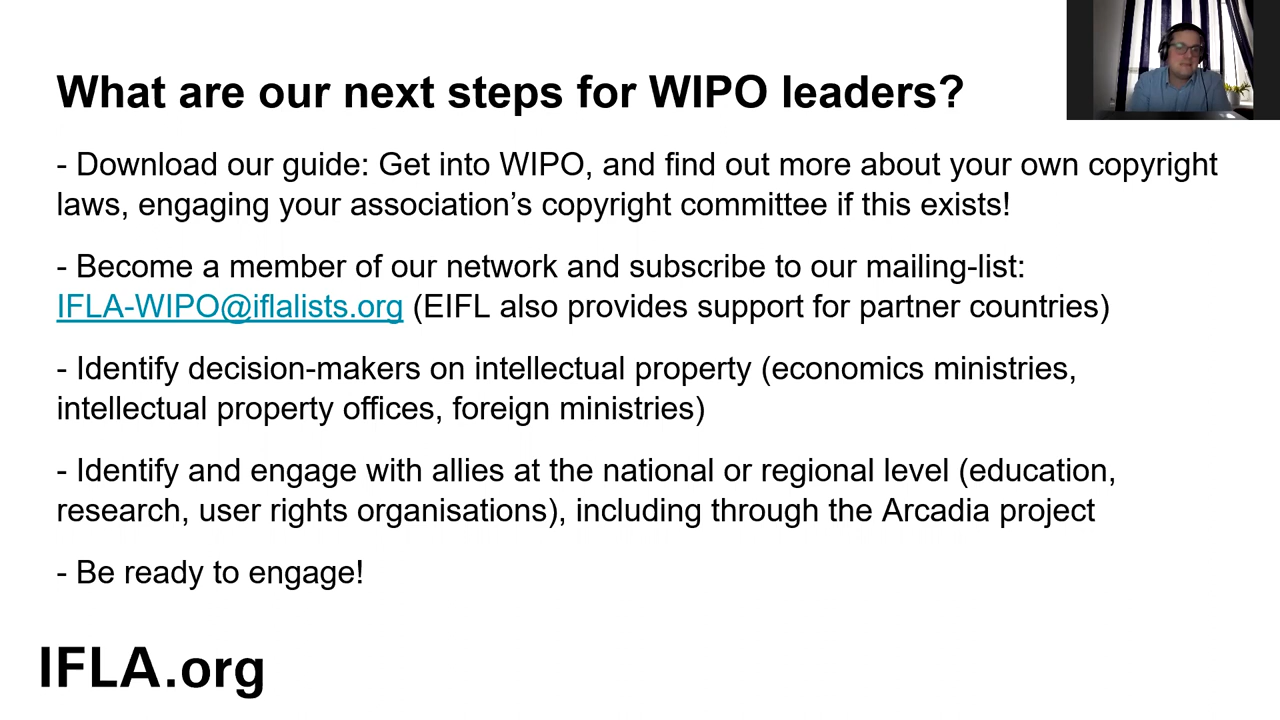 What are our next steps for WIPO leaders?
- Download our guide: Get into WIPO, and find out more about your own copyright
laws, engaging your association’s copyright committee if this exists!
- Become a member of our network and subscribe to our mailing-list:
IFLA-WIPO@iflalists.org (EIFL also provides support for partner countries)
- Identify decision-makers on intellectual property (economics ministries,
intellectual property offices, foreign ministries)
- Identify and engage with allies at the national or regional level (education,
research, user rights organisations), including through the Arcadia project
- Be ready to engage!
IFLA.org